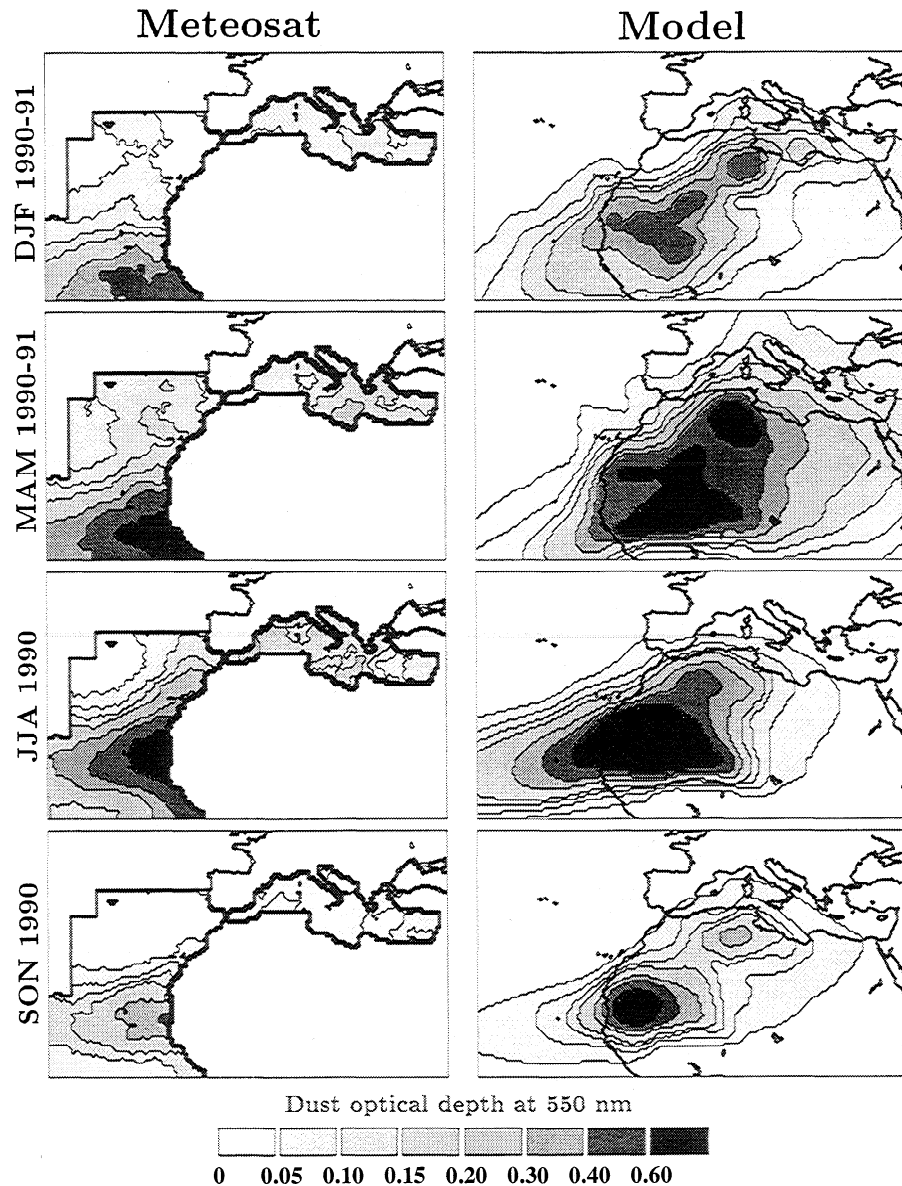 Meteosat Model
DJF 1990-91
MAM 1990-91
JJA 1990
SON 1990
Dust optical depth at 550 nm
0 0.05 0.10 0.15 0.20 0.30 0.40 0.60